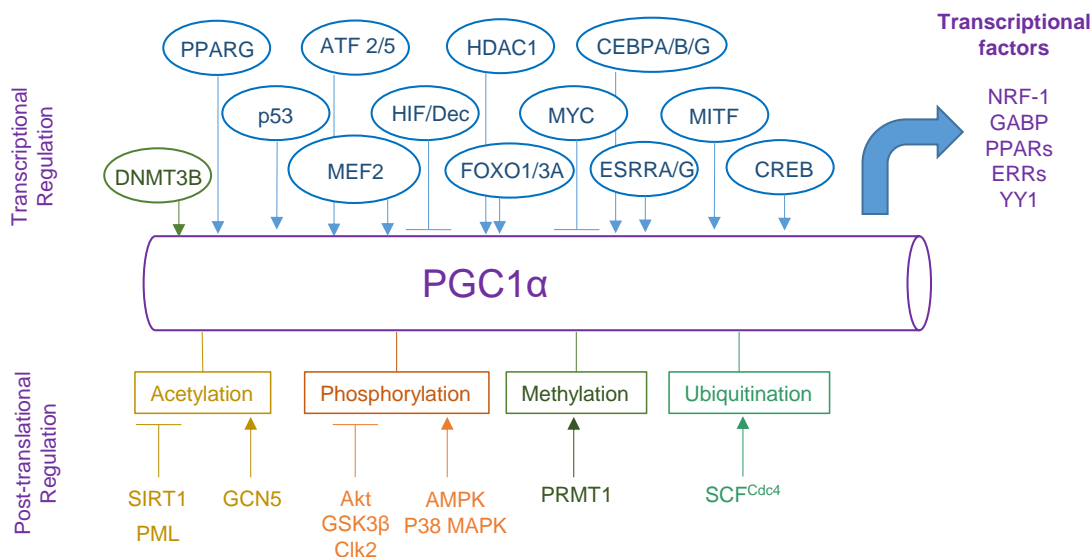 Transcriptional
factors
PPARG
ATF 2/5
HDAC1
CEBPA/B/G
NRF-1
GABP
PPARs
ERRs
YY1
p53
HIF/Dec
MYC
MITF
DNMT3B
MEF2
FOXO1/3A
ESRRA/G
CREB
Transcriptional
Regulation
PGC1α
Post-translational
Regulation
Acetylation
Phosphorylation
Methylation
Ubiquitination
SIRT1
PML
GCN5
Akt
GSK3β
Clk2
AMPK
P38 MAPK
PRMT1
SCFCdc4